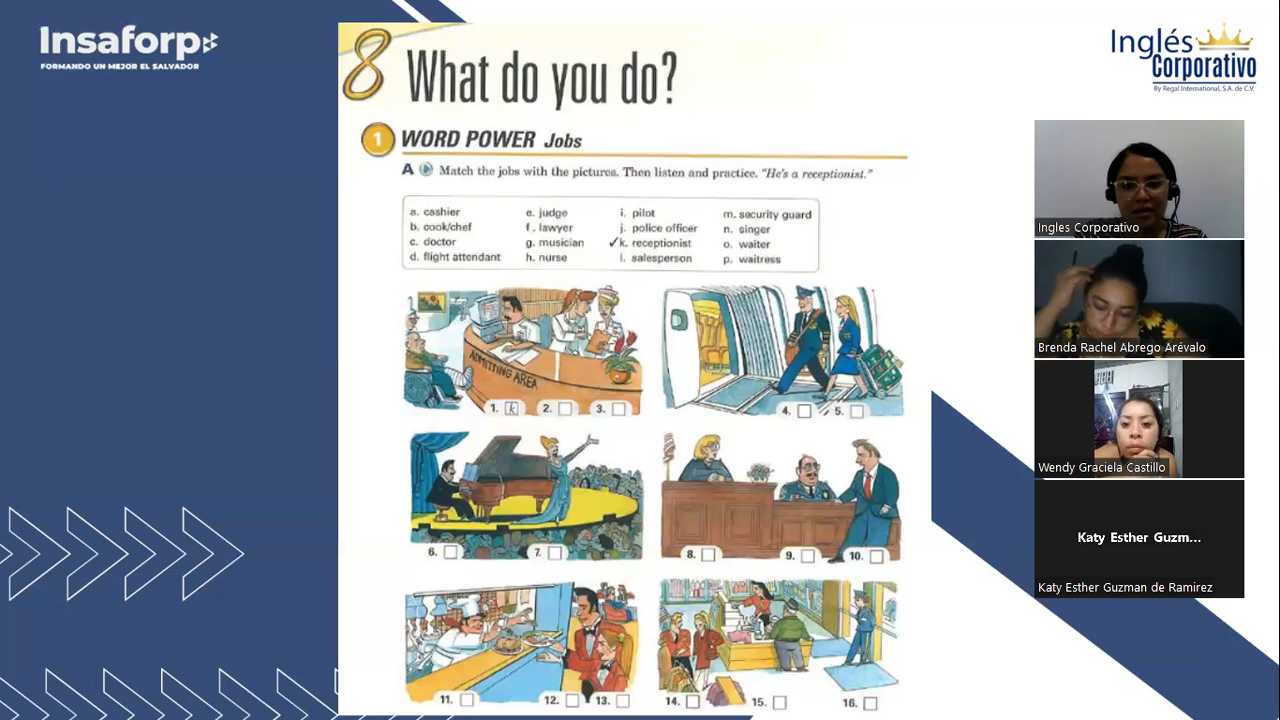 Insaforp
FORMANDO UN MEJOR EL SALVADOR
8 What do you do?
1 WORD POWER Jobs
A Match the jobs with the pictures. Then listen and practice. "He's a receptionist."
a. cashier
b. cook/chef
c. doctor
d. flight attendant
e. judge
f. lawyer
g. musician
h. nurse
i. pilot
j. police officer
✓k. receptionist
l. salesperson
m. security guard
n. singer
o. waiter
p. waitress
ADMITTING AREA
1. k 2. 3.
4. 5.
6. 7.
8. 9. 10.
11. 12. 13.
14. 15. 16.
Inglés
Corporativo
By Regal International, S.A. de C.V.
Ingles Corporativo
Brenda Rachel Abrego Arévalo
Wendy Graciela Castillo
Katy Esther Guzm...
Katy Esther Guzman de Ramirez